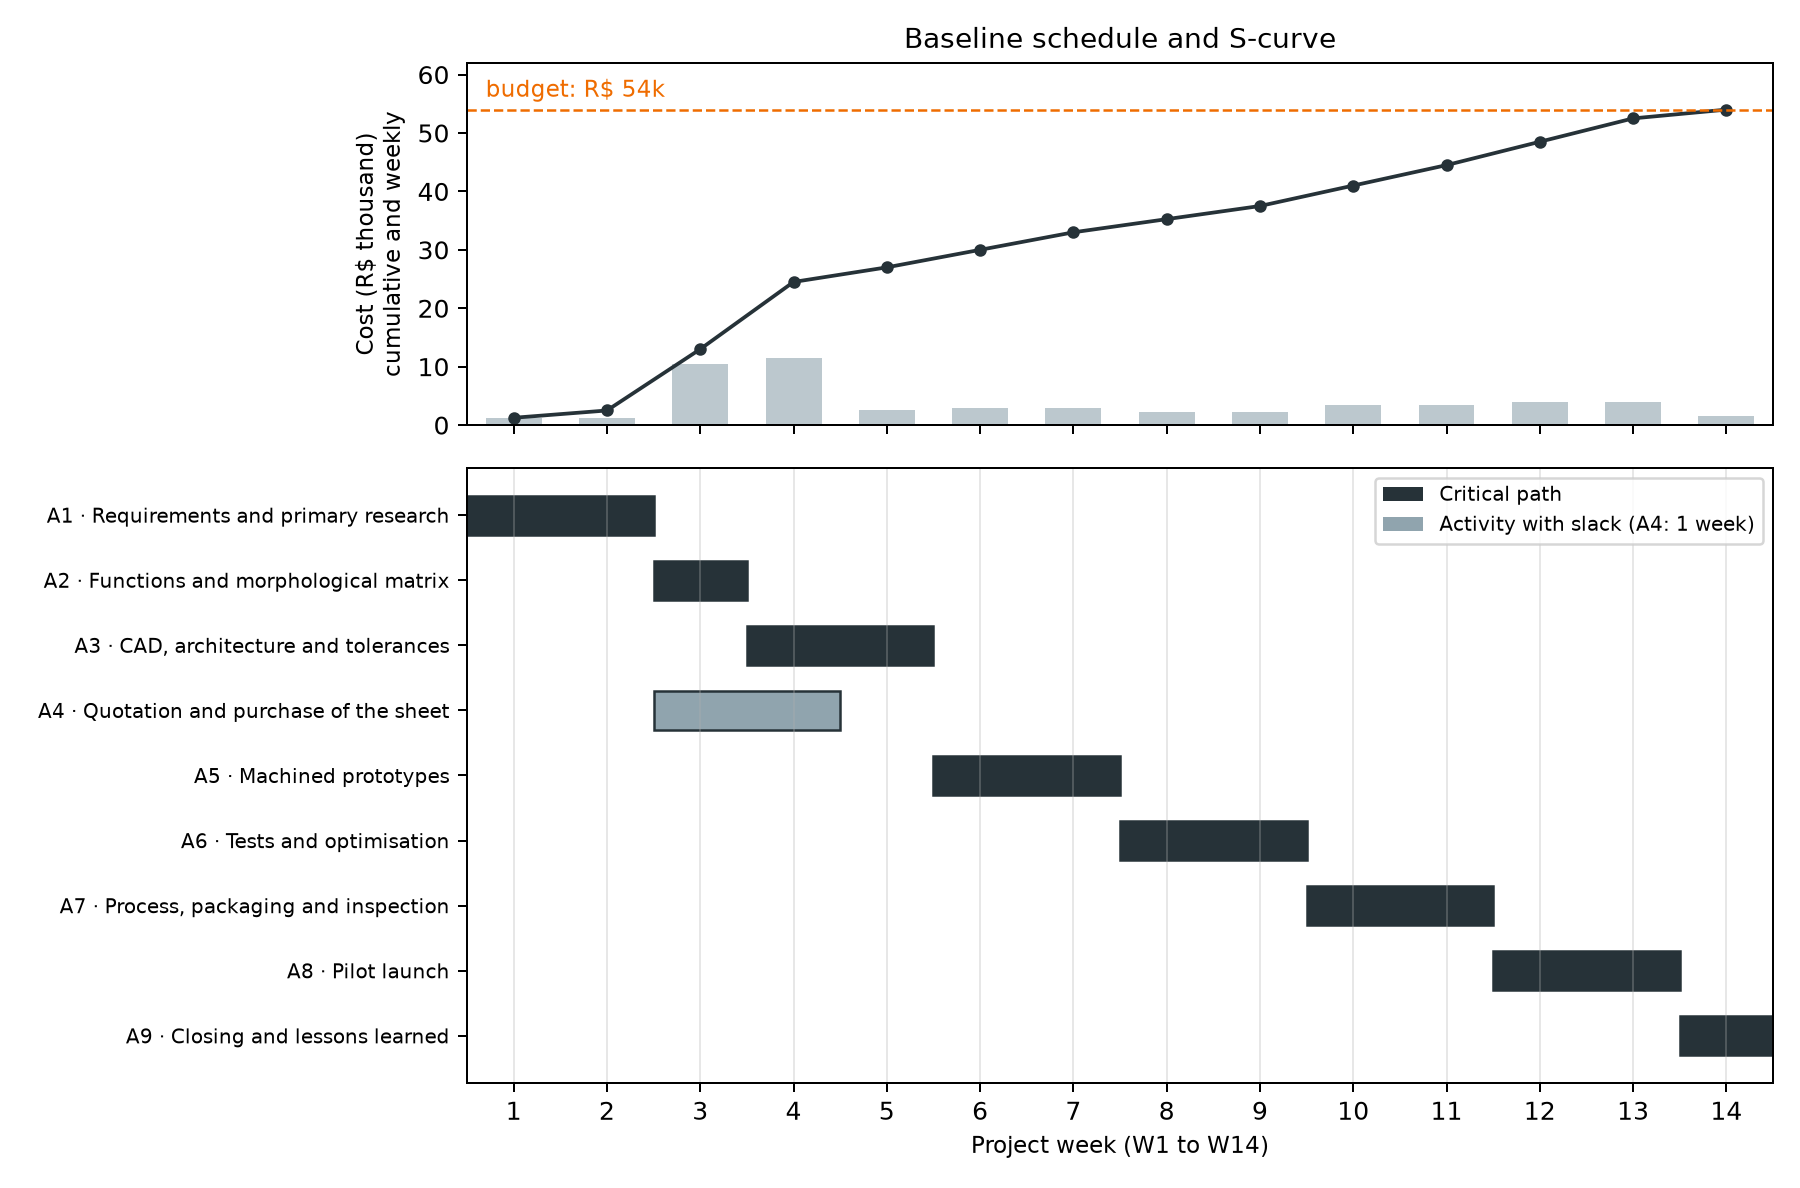 Baseline schedule and S-curve
budget: R$ 54k
Cost (R$ thousand)
cumulative and weekly
60
50
40
30
20
10
0
Critical path
Activity with slack (A4: 1 week)
A1 · Requirements and primary research
A2 · Functions and morphological matrix
A3 · CAD, architecture and tolerances
A4 · Quotation and purchase of the sheet
A5 · Machined prototypes
A6 · Tests and optimisation
A7 · Process, packaging and inspection
A8 · Pilot launch
A9 · Closing and lessons learned
1 2 3 4 5 6 7 8 9 10 11 12 13 14
Project week (W1 to W14)